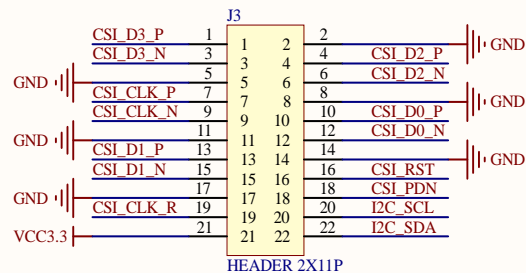 J3
CSI_D3_P 1 1 2 2 GND
CSI_D3_N 3 3 4 4 CSI_D2_P
GND 5 5 6 6 CSI_D2_N
CSI_CLK_P 7 7 8 8 GND
CSI_CLK_N 9 9 10 10 CSI_D0_P
GND 11 11 12 12 CSI_D0_N
CSI_D1_P 13 13 14 14 GND
CSI_D1_N 15 15 16 16 CSI_RST
GND 17 17 18 18 CSI_PDN
CSI_CLK_R 19 19 20 20 I2C_SCL
VCC3.3 21 21 22 22 I2C_SDA
HEADER 2X11P